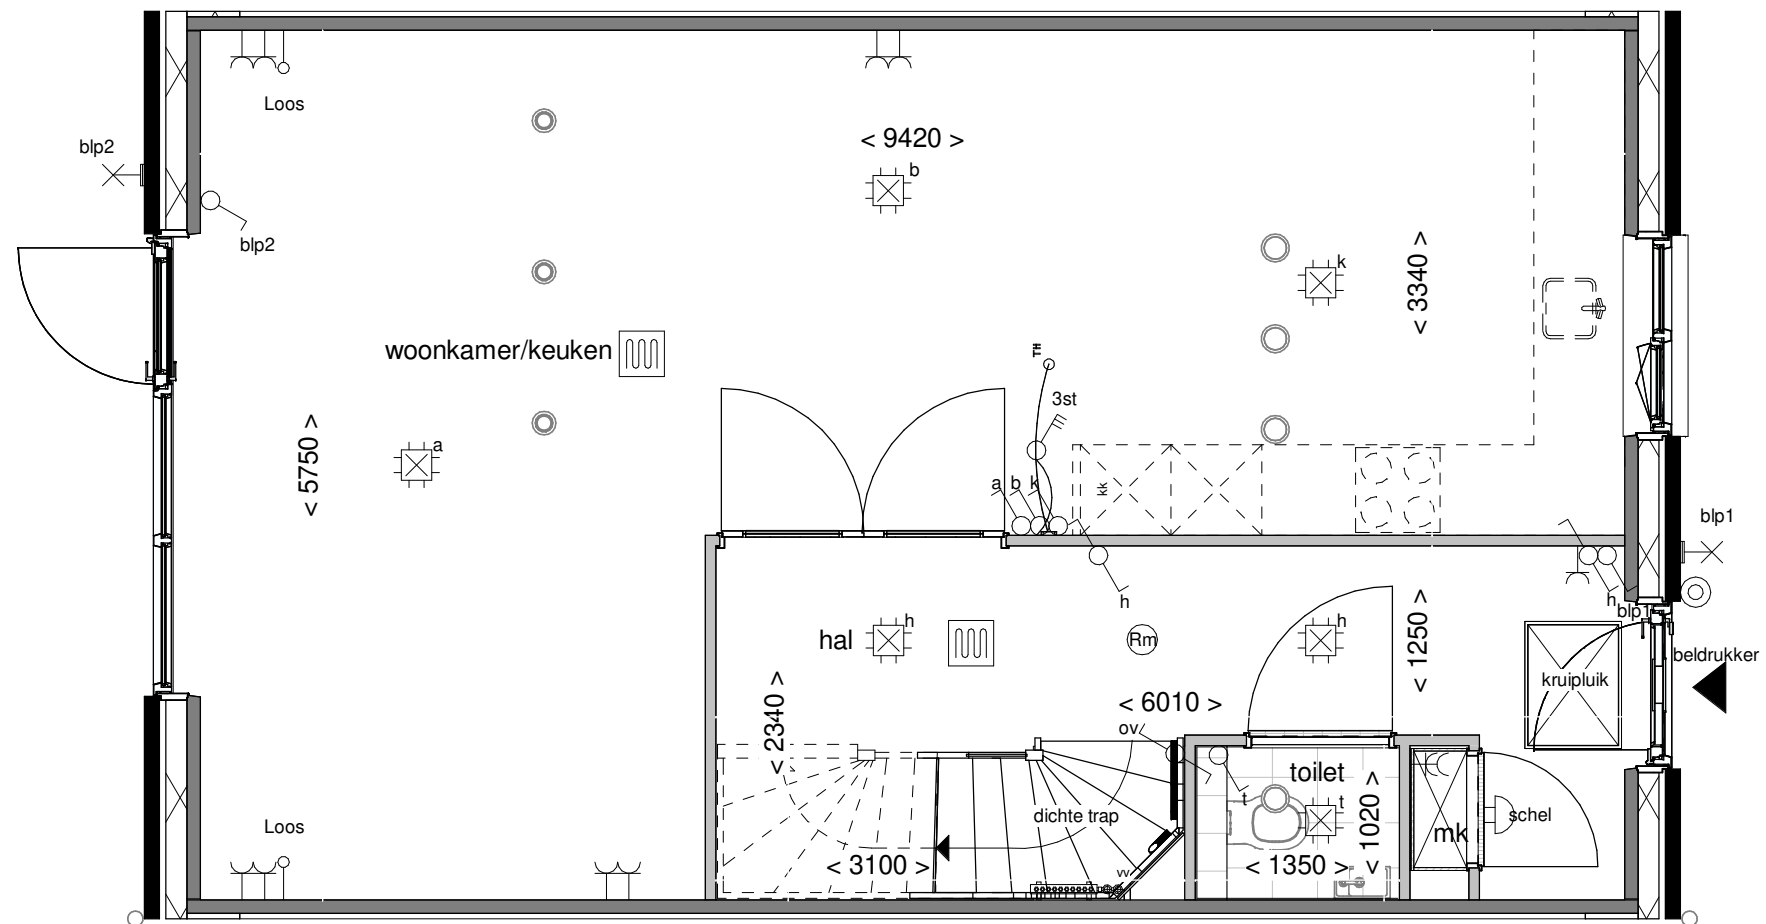 Loos
blp2
< 9420 >
b
blp2
k
< 3340 >
woonkamer/keuken
TH
3st
a
< 5750 >
a b k
kk
blp1
h
h
blp1
hal
h
Rm
h
< 1250 >
beldrukker
kruipluik
< 2340 >
< 6010 >
ov
toilet
t
t
< 1020 >
dichte trap
schel
Loos
mk
< 3100 >
vv
< 1350 >